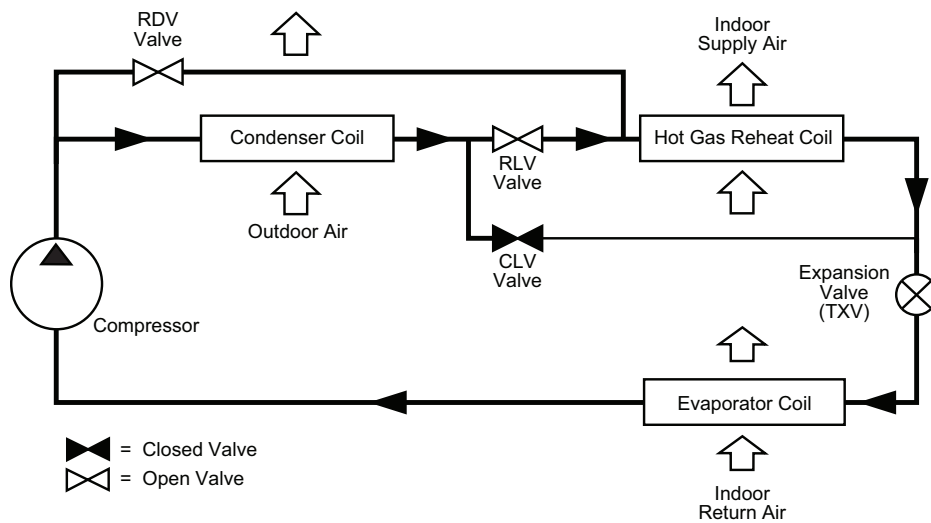 RDV
Valve
Indoor
Supply Air
Condenser Coil
Hot Gas Reheat Coil
RLV
Valve
Outdoor Air
CLV
Valve
Expansion
Valve
(TXV)
Compressor
Evaporator Coil
= Closed Valve
= Open Valve
Indoor
Return Air